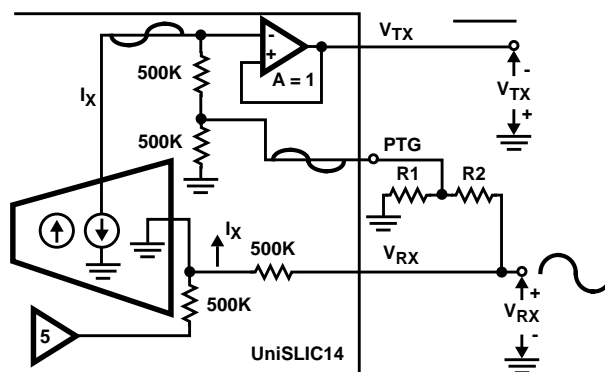 V_TX
-
+
A = 1
500K
I_X
500K
PTG
R1 R2
-
V_TX
+
I_X
500K
V_RX
500K
5
UniSLIC14
+
V_RX
-